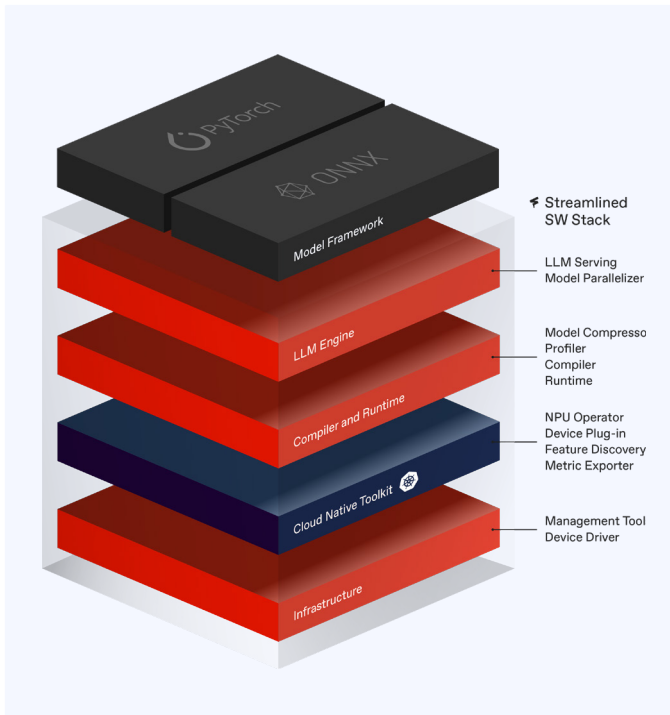 PyTorch
ONNX
Model Framework
Streamlined
SW Stack
LLM Engine
LLM Serving
Model Parallelizer
Compiler and Runtime
Model Compresso
Profiler
Compiler
Runtime
Cloud Native Toolkit
NPU Operator
Device Plug-in
Feature Discovery
Metric Exporter
Infrastructure
Management Tool
Device Driver